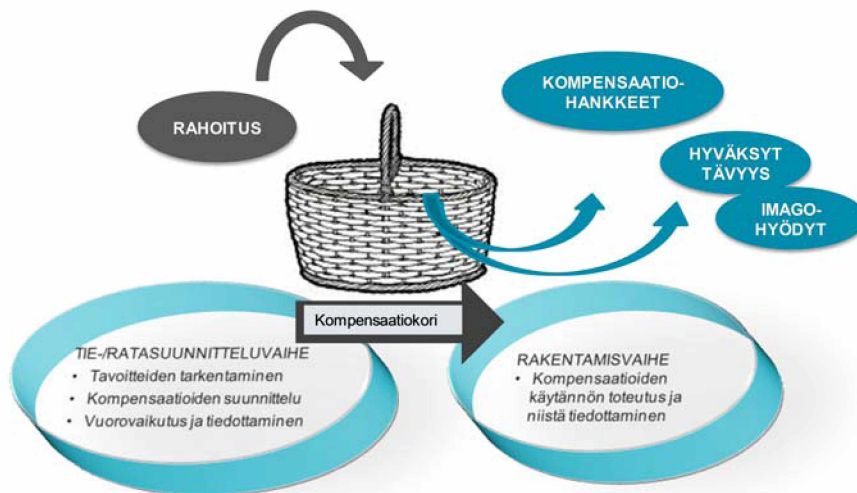 RAHOITUS
KOMPENSAATIO-
HANKKEET
HYVÄKSYT
TÄVYYS
IMAGO-
HYÖDYT
Kompensaatiokori
TIE-/RATASUUNNITTELUVAIHE
• Tavoitteiden tarkentaminen
• Kompensaatioiden suunnittelu
• Vuorovaikutus ja tiedottaminen
RAKENTAMISVAIHE
• Kompensaatioiden
käytännön toteutus ja
niistä tiedottaminen